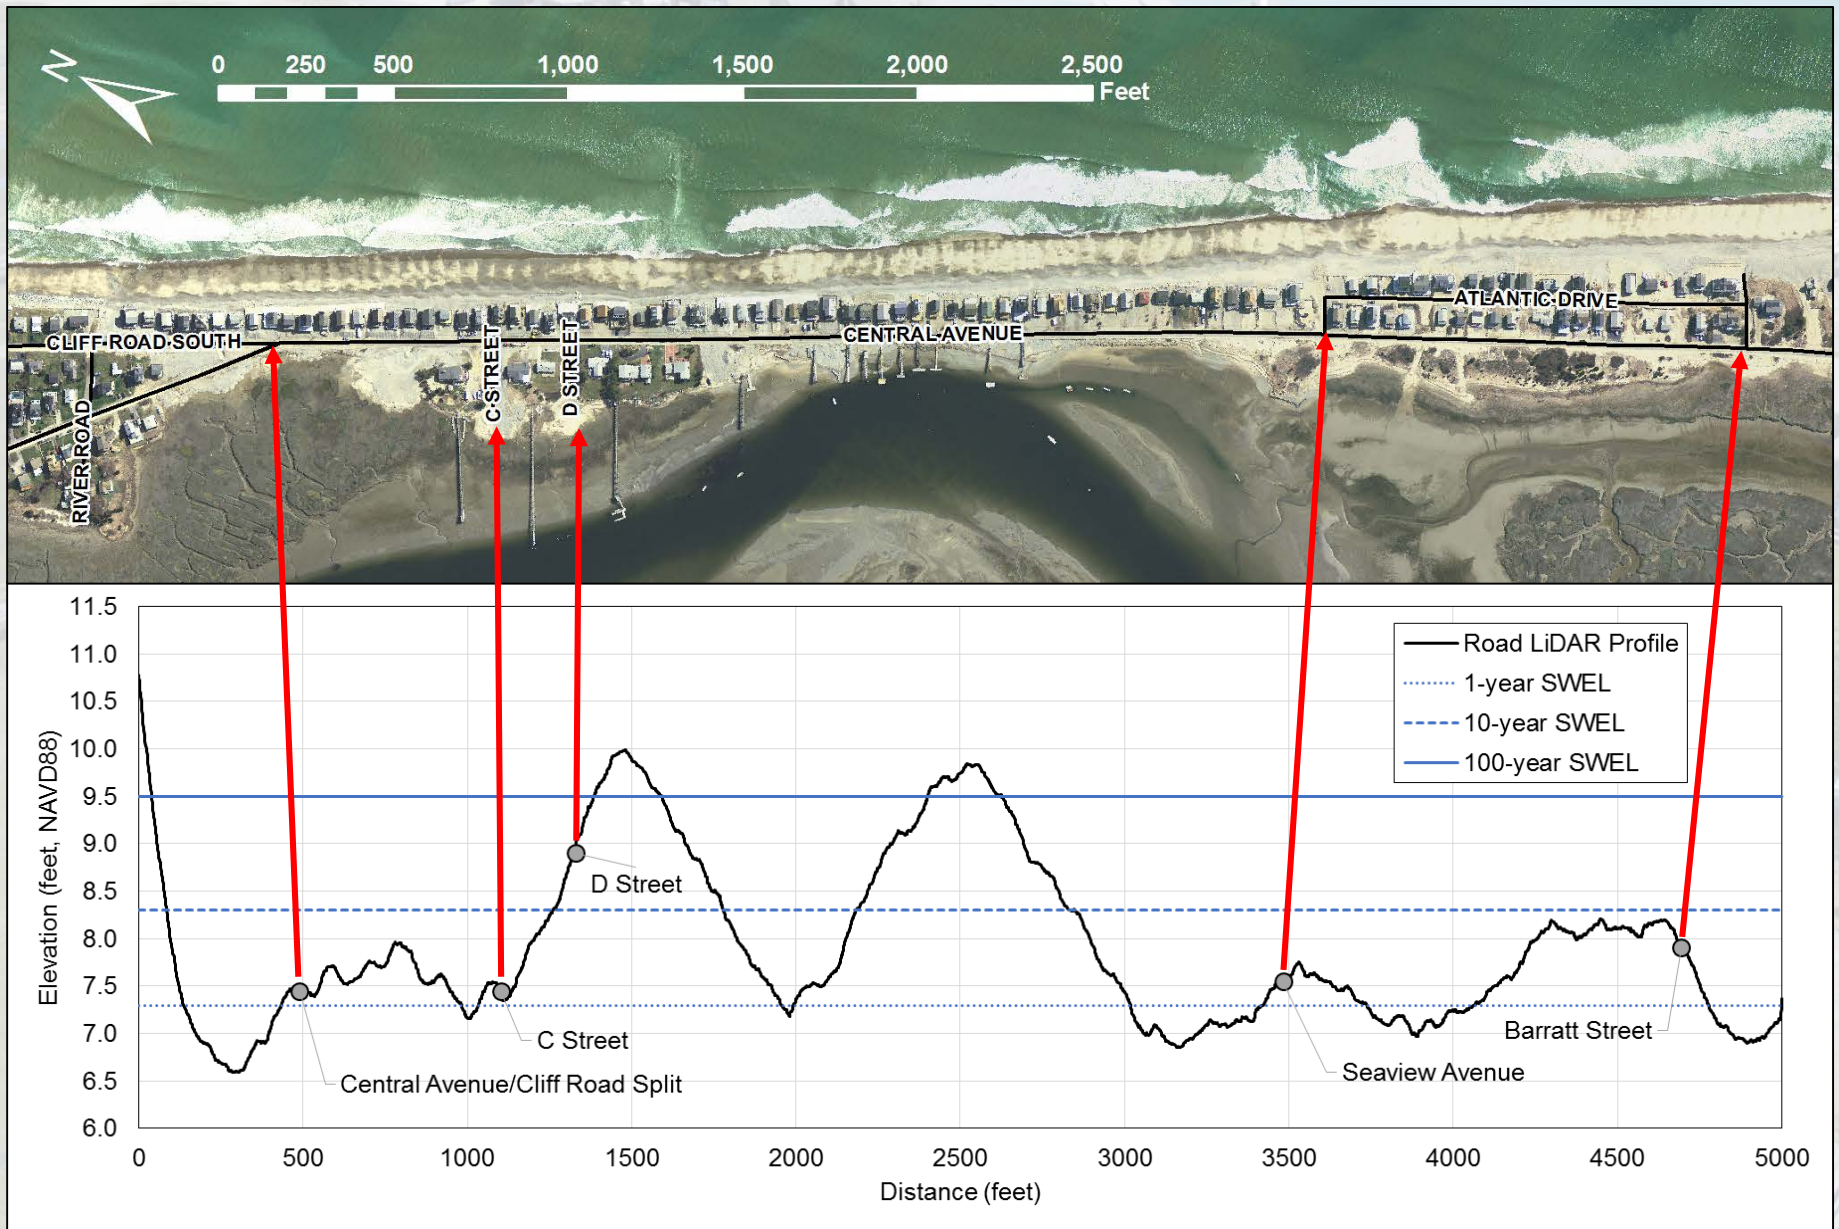 N
0 250 500 1,000 1,500 2,000 2,500
Feet
CLIFF ROAD SOUTH
RIVER ROAD
C STREET
D STREET
CENTRAL AVENUE
ATLANTIC DRIVE
11.5
11.0
10.5
10.0
9.5
9.0
8.5
8.0
7.5
7.0
6.5
6.0
Elevation (feet, NAVD88)
Road LiDAR Profile
1-year SWEL
10-year SWEL
100-year SWEL
D Street
C Street
Central Avenue/Cliff Road Split
Barratt Street
Seaview Avenue
0 500 1000 1500 2000 2500 3000 3500 4000 4500 5000
Distance (feet)